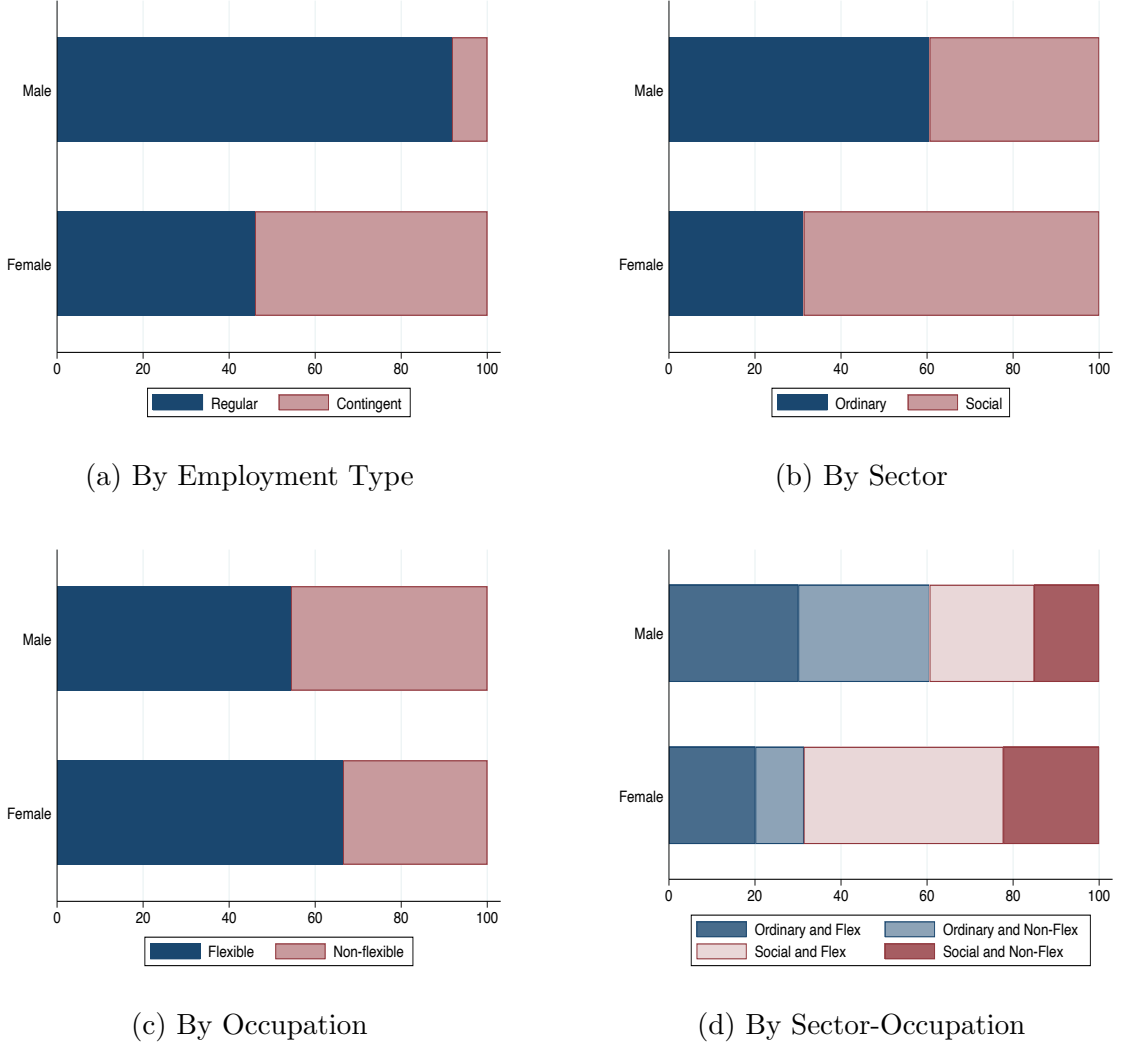 Male
Female
0 20 40 60 80 100
Regular Contingent
(a) By Employment Type
Male
Female
0 20 40 60 80 100
Ordinary Social
(b) By Sector
Male
Female
0 20 40 60 80 100
Flexible Non-flexible
(c) By Occupation
Male
Female
0 20 40 60 80 100
Ordinary and Flex Ordinary and Non-Flex
Social and Flex Social and Non-Flex
(d) By Sector-Occupation